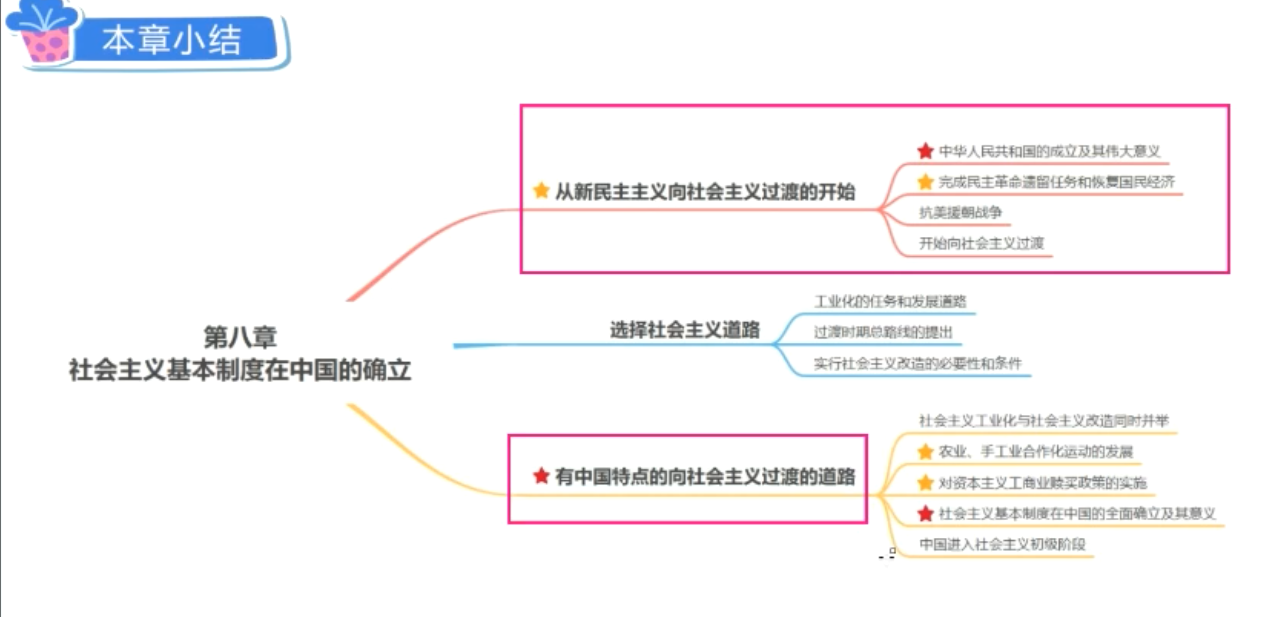 本章小结
从新民主主义向社会主义过渡的开始
中华人民共和国的成立及其伟大意义
完成民主革命遗留任务和恢复国民经济
抗美援朝战争
开始向社会主义过渡
第八章
社会主义基本制度在中国的确立
选择社会主义道路
工业化的任务和发展道路
过渡时期总路线的提出
实行社会主义改造的必要性和条件
有中国特点的向社会主义过渡的道路
社会主义工业化与社会主义改造同时并举
农业、手工业合作化运动的发展
对资本主义工商业赎买政策的实施
社会主义基本制度在中国的全面确立及其意义
中国进入社会主义初级阶段